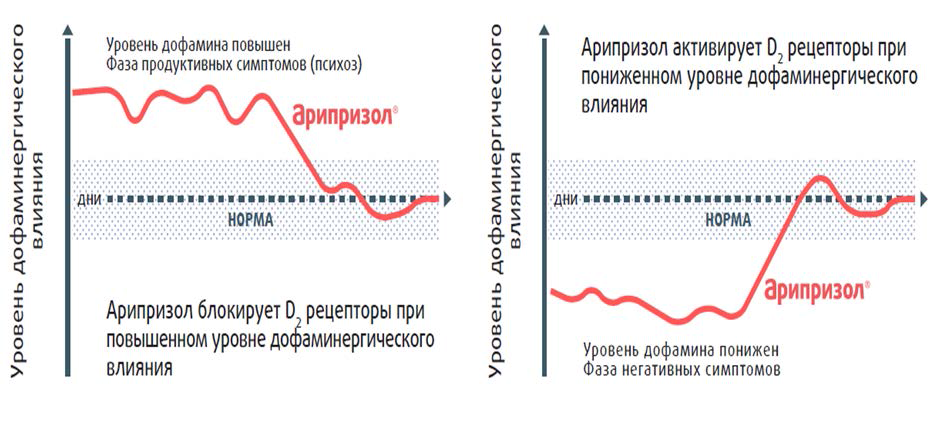 Уровень дофаминергического
влияния
Уровень дофамина повышен
Фаза продуктивных симптомов (психоз)
Арипризол®
дни
НОРМА
Арипризол блокирует D2 рецепторы при
повышенном уровне дофаминергического
влияния
Уровень дофаминергического
влияния
Арипризол активирует D2 рецепторы при
пониженном уровне дофаминергического
влияния
дни
НОРМА
Арипризол®
Уровень дофамина понижен
Фаза негативных симптомов